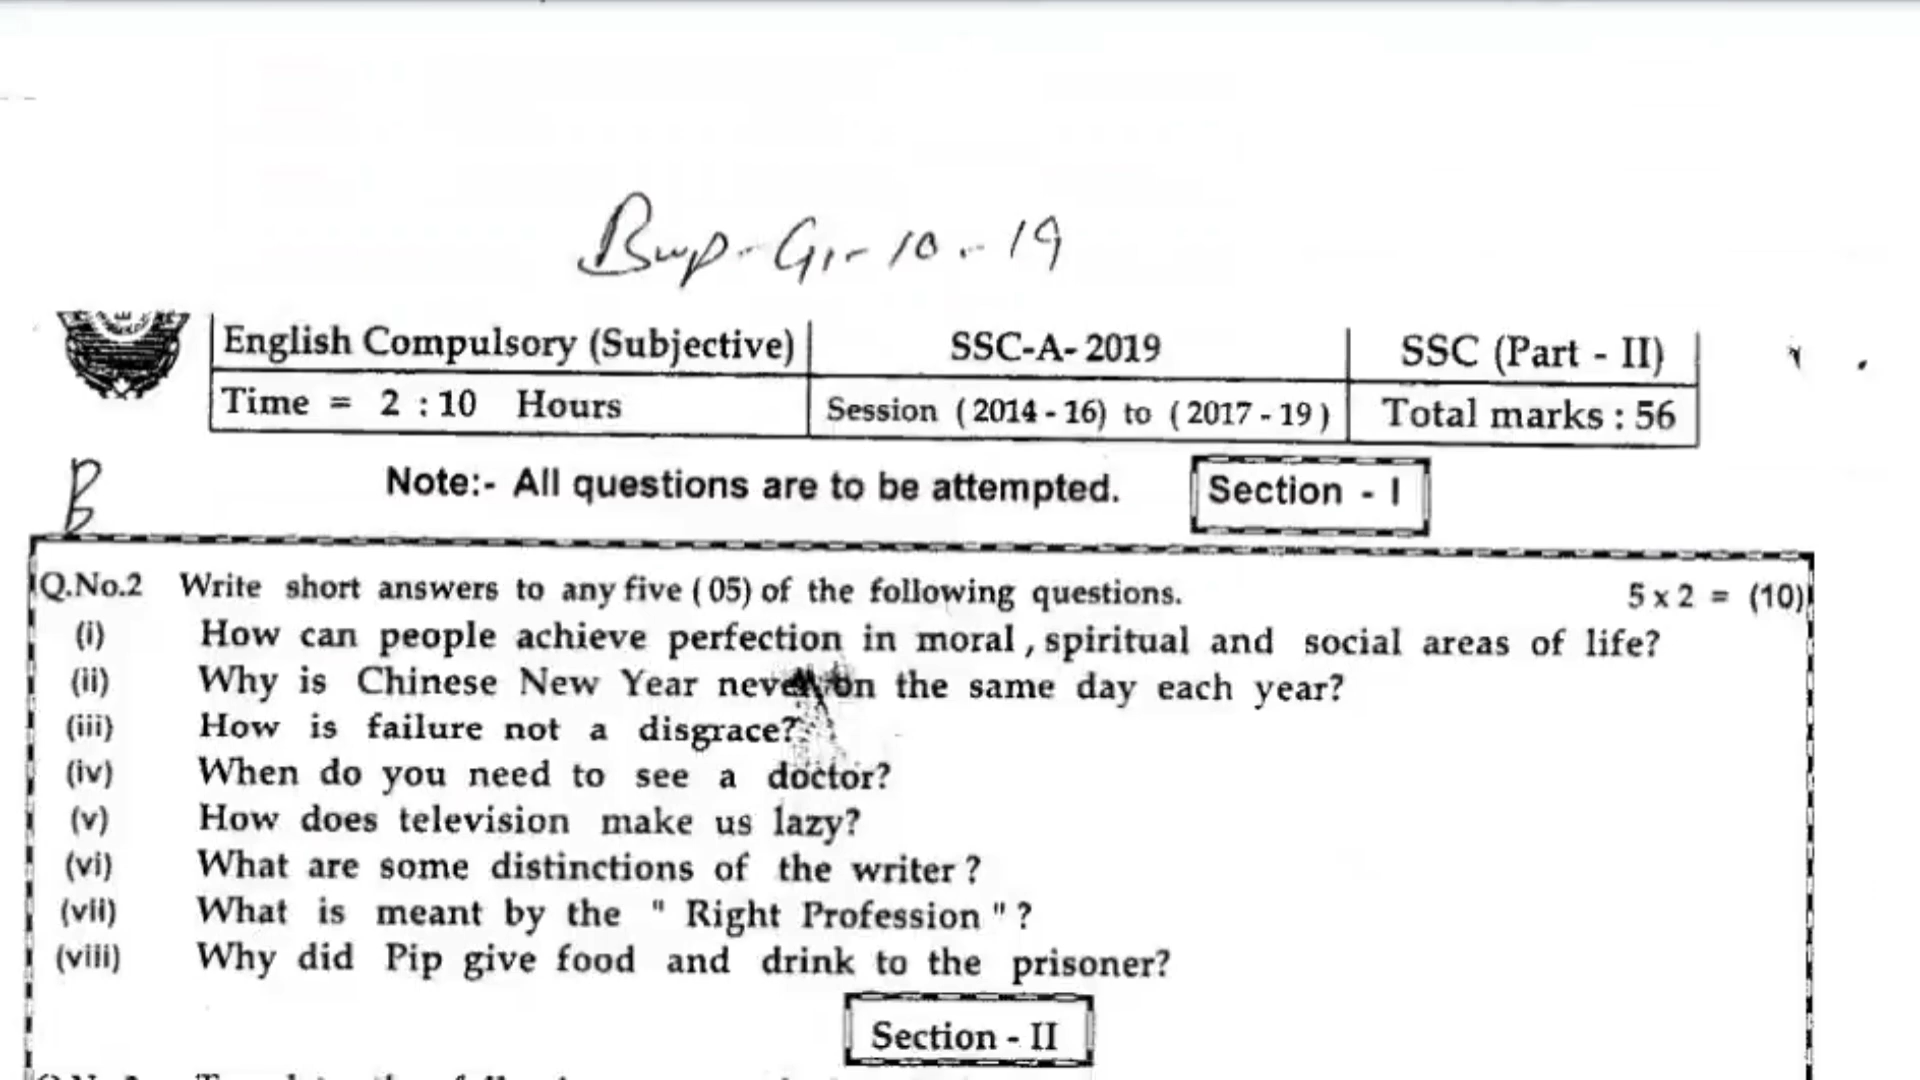 Bwp-G1-10-19
English Compulsory (Subjective) SSC-A-2019 SSC (Part - II)
Time = 2 : 10 Hours Session ( 2014 - 16) to ( 2017 - 19 ) Total marks : 56
B
Note:- All questions are to be attempted. Section - I
Q.No.2 Write short answers to any five ( 05) of the following questions. 5 x 2 = (10)
(i) How can people achieve perfection in moral , spiritual and social areas of life?
(ii) Why is Chinese New Year never on the same day each year?
(iii) How is failure not a disgrace?
(iv) When do you need to see a doctor?
(v) How does television make us lazy?
(vi) What are some distinctions of the writer ?
(vii) What is meant by the " Right Profession " ?
(viii) Why did Pip give food and drink to the prisoner?
Section - II